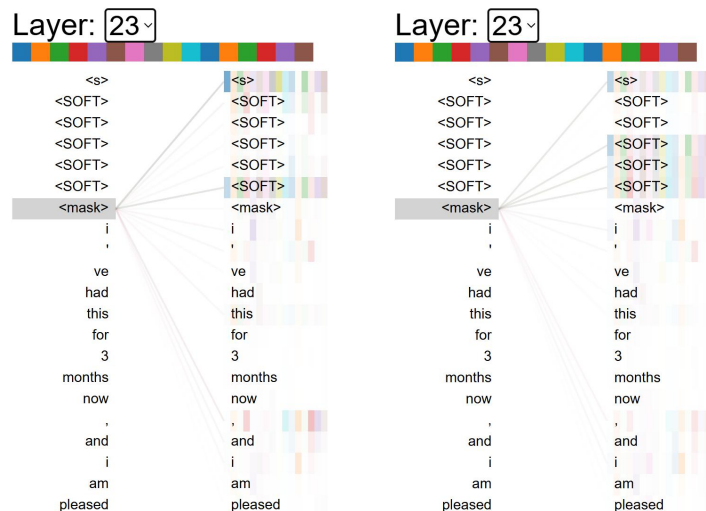 Layer: 23 Layer: 23
<s> <s> <s> <s>
<SOFT> <SOFT> <SOFT> <SOFT>
<SOFT> <SOFT> <SOFT> <SOFT>
<SOFT> <SOFT> <SOFT> <SOFT>
<SOFT> <SOFT> <SOFT> <SOFT>
<SOFT> <SOFT> <SOFT> <SOFT>
<mask> <mask> <mask> <mask>
i i i i
' ' ' '
ve ve ve ve
had had had had
this this this this
for for for for
3 3 3 3
months months months months
now now now now
, , , ,
and and and and
i i i i
am am am am
pleased pleased pleased pleased